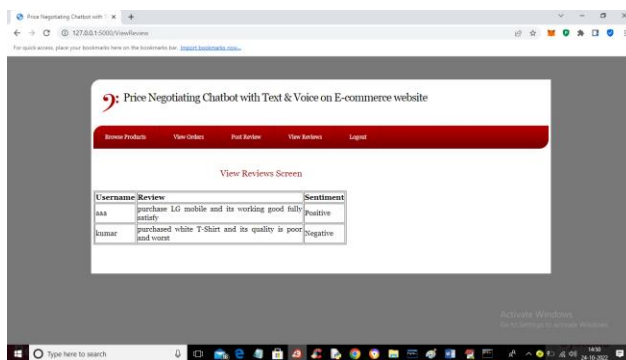 Price Negotiating Chatbot with
127.0.0.1:5000/ViewReview
For quick access, place your bookmarks here on the bookmarks bar. Import bookmarks now...
Price Negotiating Chatbot with Text & Voice on E-commerce website
Browse Products View Orders Post Review View Reviews Logout
View Reviews Screen
Username Review Sentiment
aaa purchase LG mobile and its working good fully satisfy Positive
kumar purchased white T-Shirt and its quality is poor and worst Negative
Activate Windows
Go to Settings to activate Windows.
Type here to search
14:50
24-10-2022